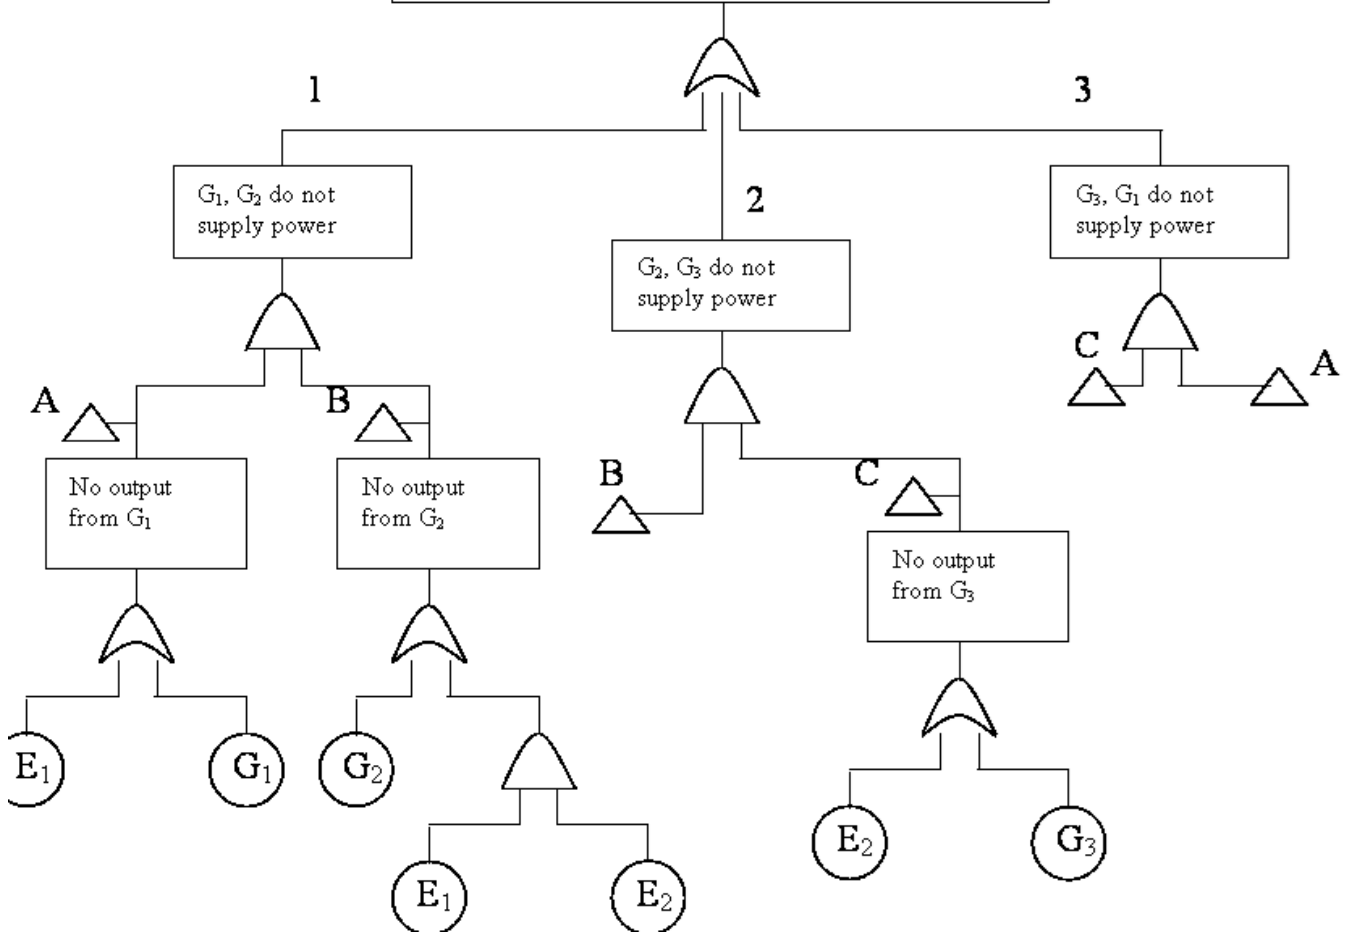 1
3
G₁, G₂ do not
supply power
2
G₃, G₁ do not
supply power
G₂, G₃ do not
supply power
C
A
A
B
No output
from G₁
No output
from G₂
B
C
No output
from G₃
E₁
G₁
G₂
E₂
G₃
E₁
E₂